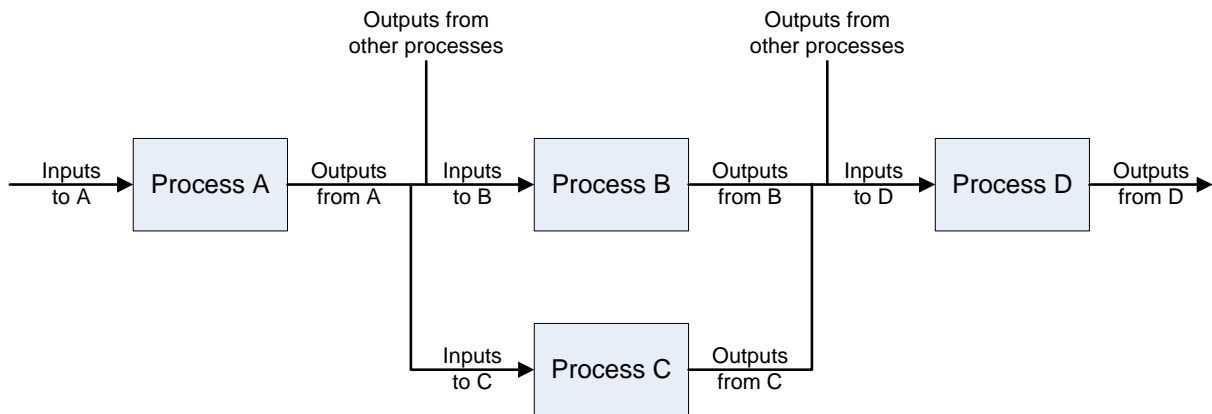 Outputs from
other processes
Outputs from
other processes
Inputs
to A
Process A
Outputs
from A
Inputs
to B
Process B
Outputs
from B
Inputs
to D
Process D
Outputs
from D
Inputs
to C
Process C
Outputs
from C